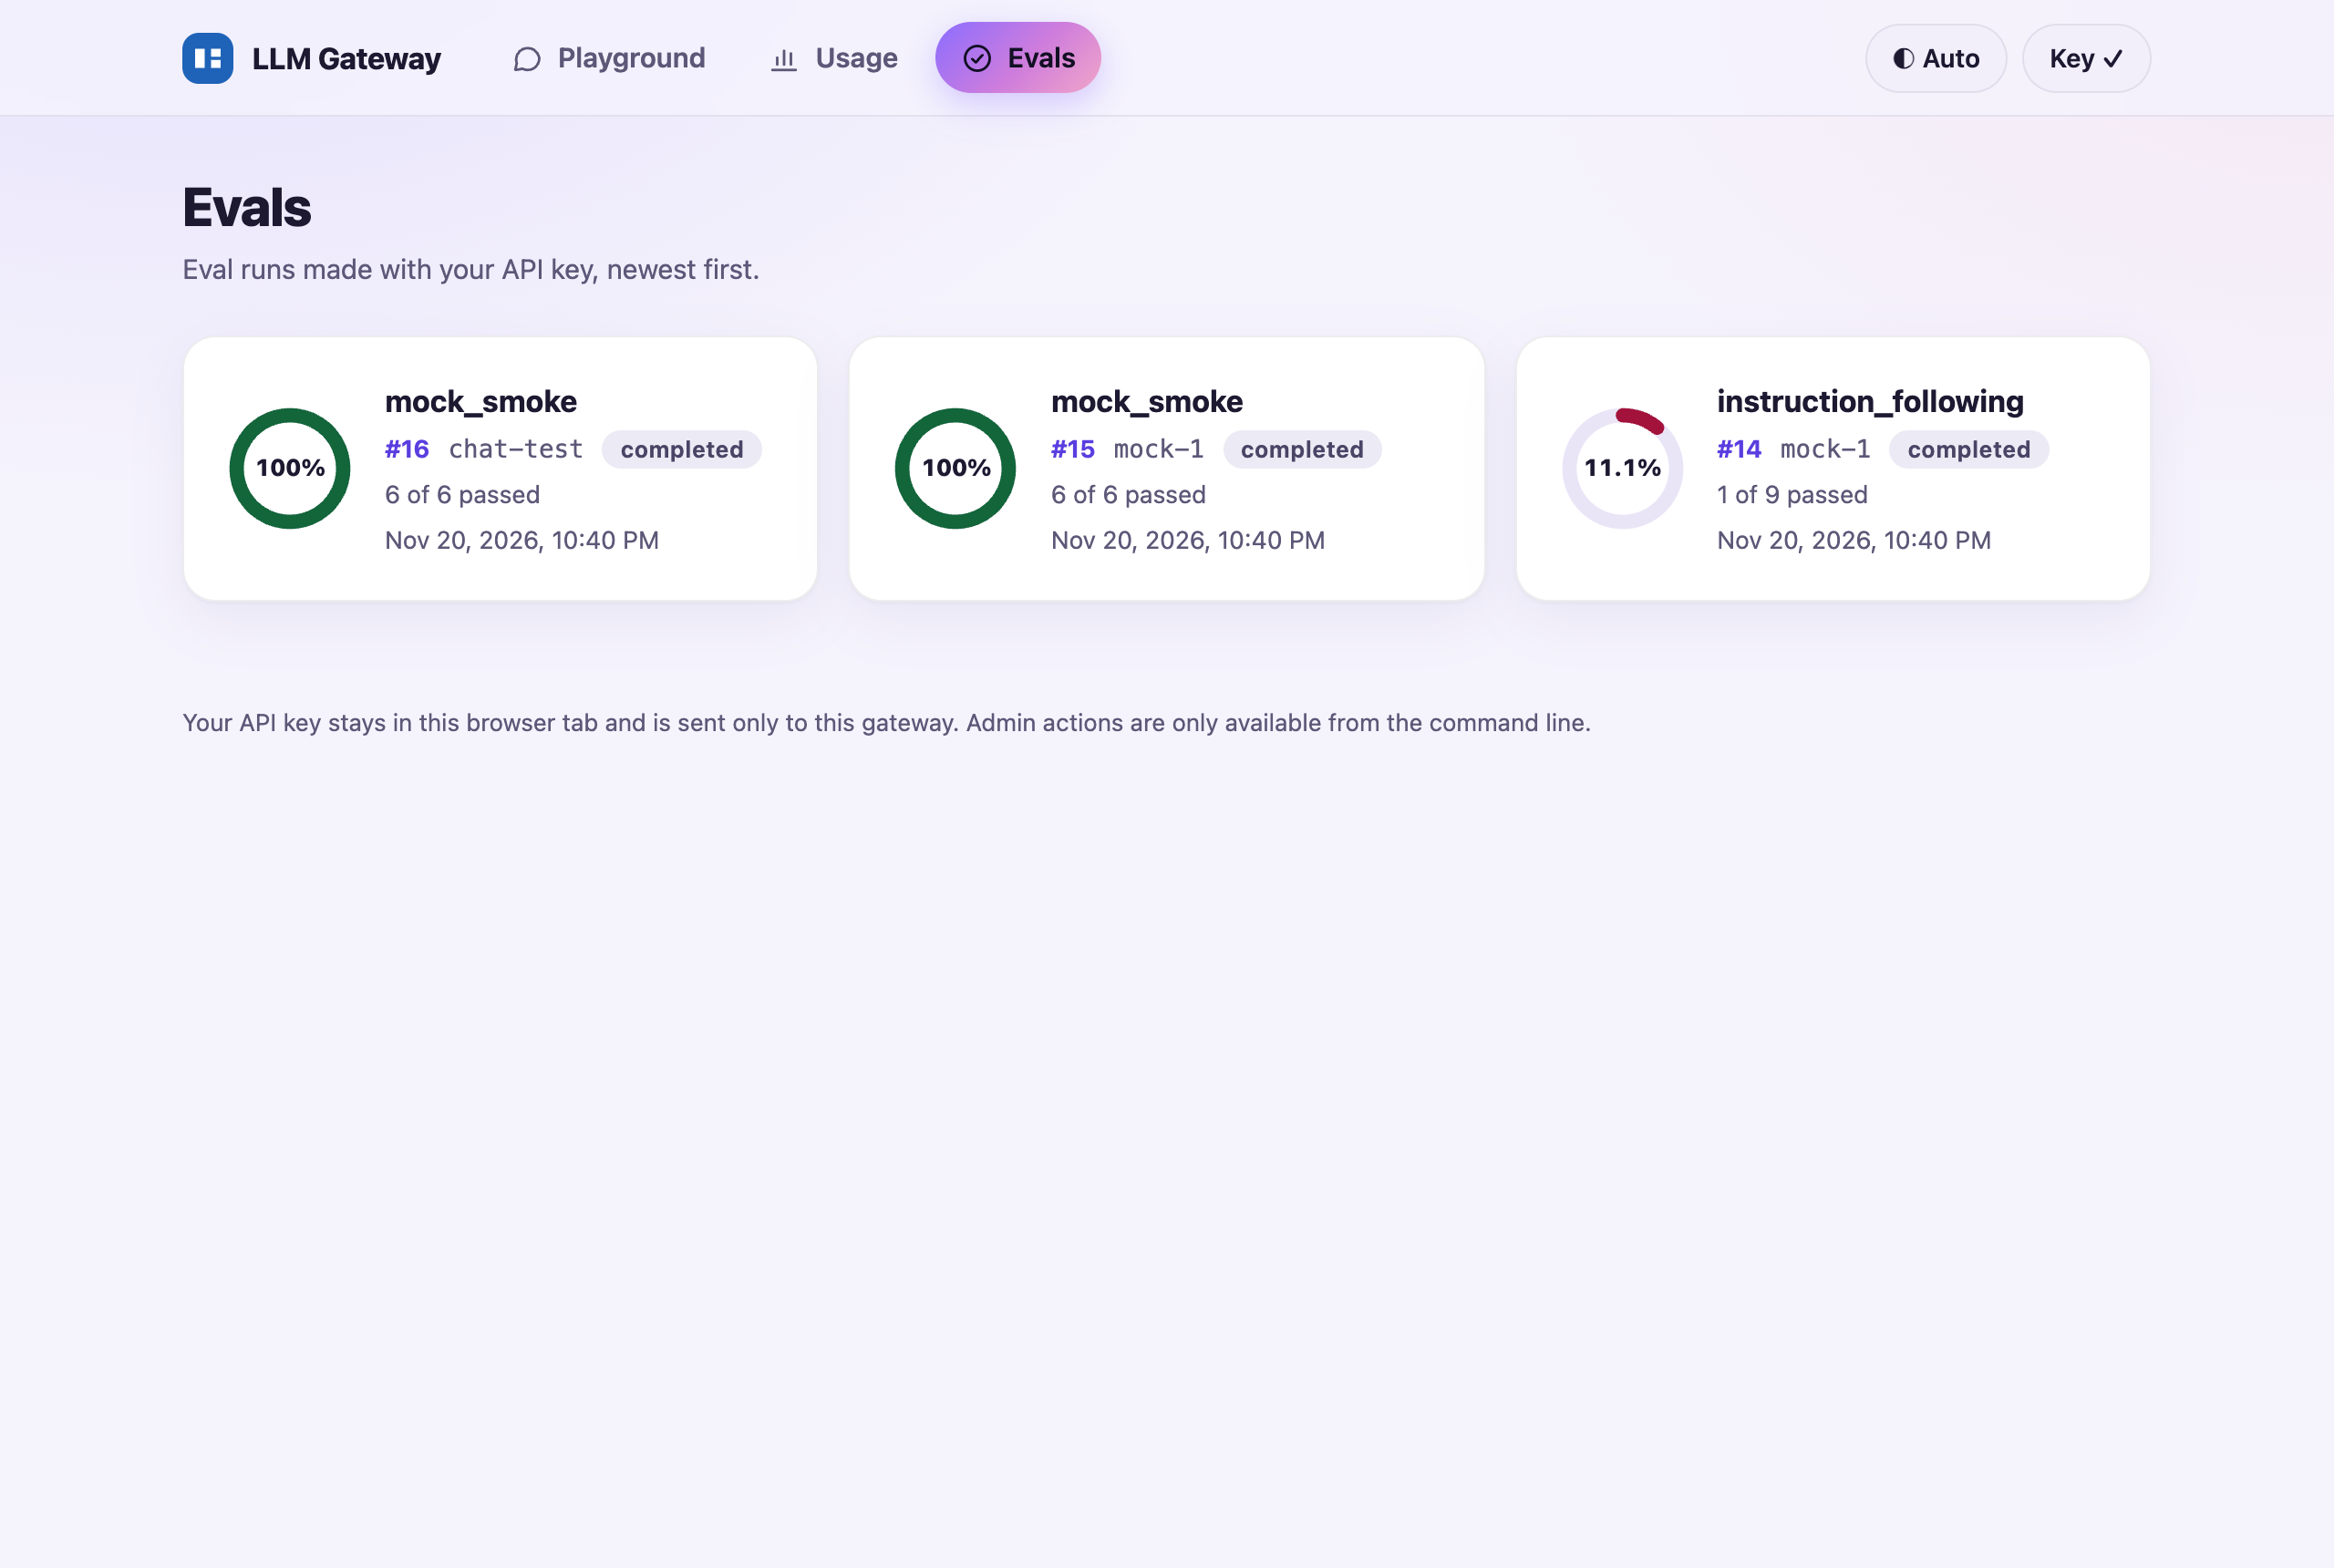 LLM Gateway Playground Usage Evals Auto Key ✓
Evals
Eval runs made with your API key, newest first.
100%
mock_smoke
#16 chat-test completed
6 of 6 passed
Nov 20, 2026, 10:40 PM
100%
mock_smoke
#15 mock-1 completed
6 of 6 passed
Nov 20, 2026, 10:40 PM
11.1%
instruction_following
#14 mock-1 completed
1 of 9 passed
Nov 20, 2026, 10:40 PM
Your API key stays in this browser tab and is sent only to this gateway. Admin actions are only available from the command line.